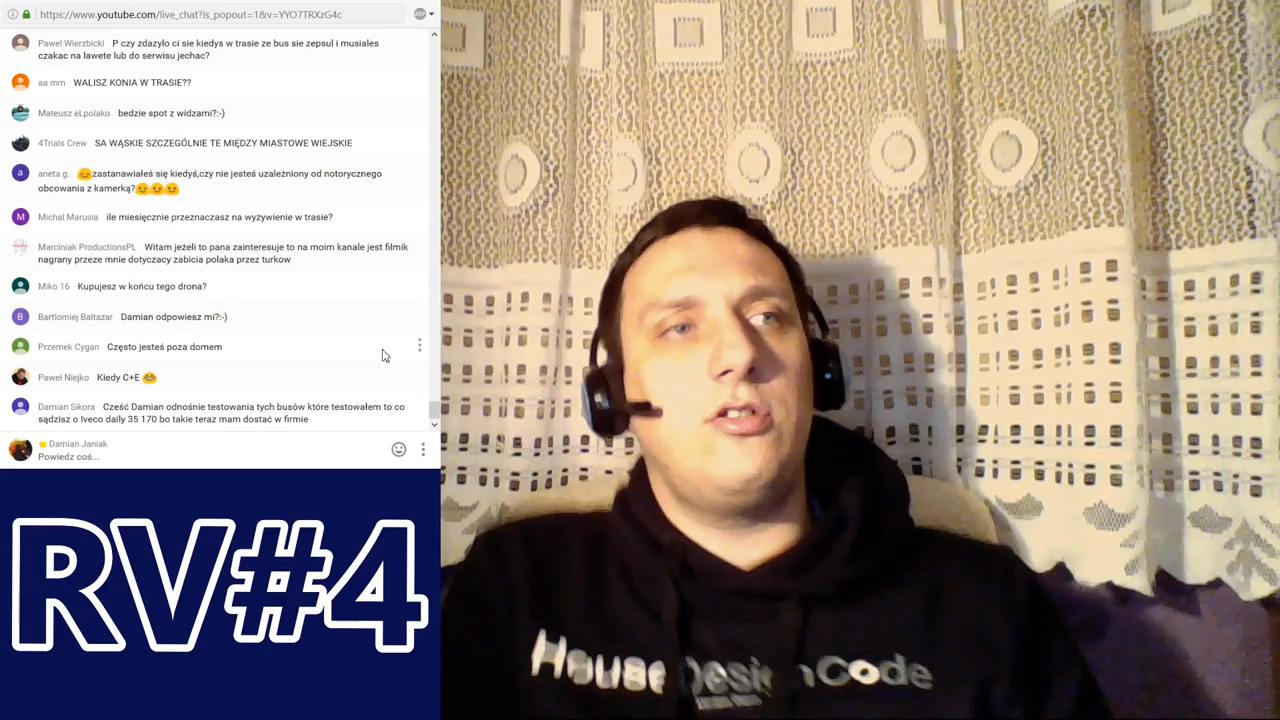 https://www.youtube.com/live_chat?is_popout=1&v=YYO7TRXzG4c
Pawel Wierzbicki P czy zdazylo ci sie kiedys w trasie ze bus sie zepsul i musiales
czakac na lawete lub do serwisu jechac?
aa mm WALISZ KONIA W TRASIE??
Mateusz eLpolako bedzie spot z widzami?:-)
4Trials Crew SA WĄSKIE SZCZEGÓLNIE TE MIĘDZY MIASTOWE WIEJSKIE
a
aneta g. 😊zastanawiałeś się kiedyś,czy nie jesteś uzależniony od notorycznego
obcowania z kamerką?😉😉😉
M
Michal Marusia ile miesięcznie przeznaczasz na wyżywienie w trasie?
Marciniak ProductionsPL Witam jeżeli to pana zainteresuje to na moim kanale jest filmik
nagrany przeze mnie dotyczacy zabicia polaka przez turkow
Miko 16 Kupujesz w końcu tego drona?
B
Bartlomiej Baltazar Damian odpowiesz mi?:-)
Przemek Cygan Często jesteś poza domem
Paweł Niejko Kiedy C+E 😂
Damian Sikora Cześć Damian odnośnie testowania tych busów które testowałem to co
sądzisz o Iveco daily 35 170 bo takie teraz mam dostać w firmie
Damian Janiak
Powiedz coś...
RV#4
House Design Code